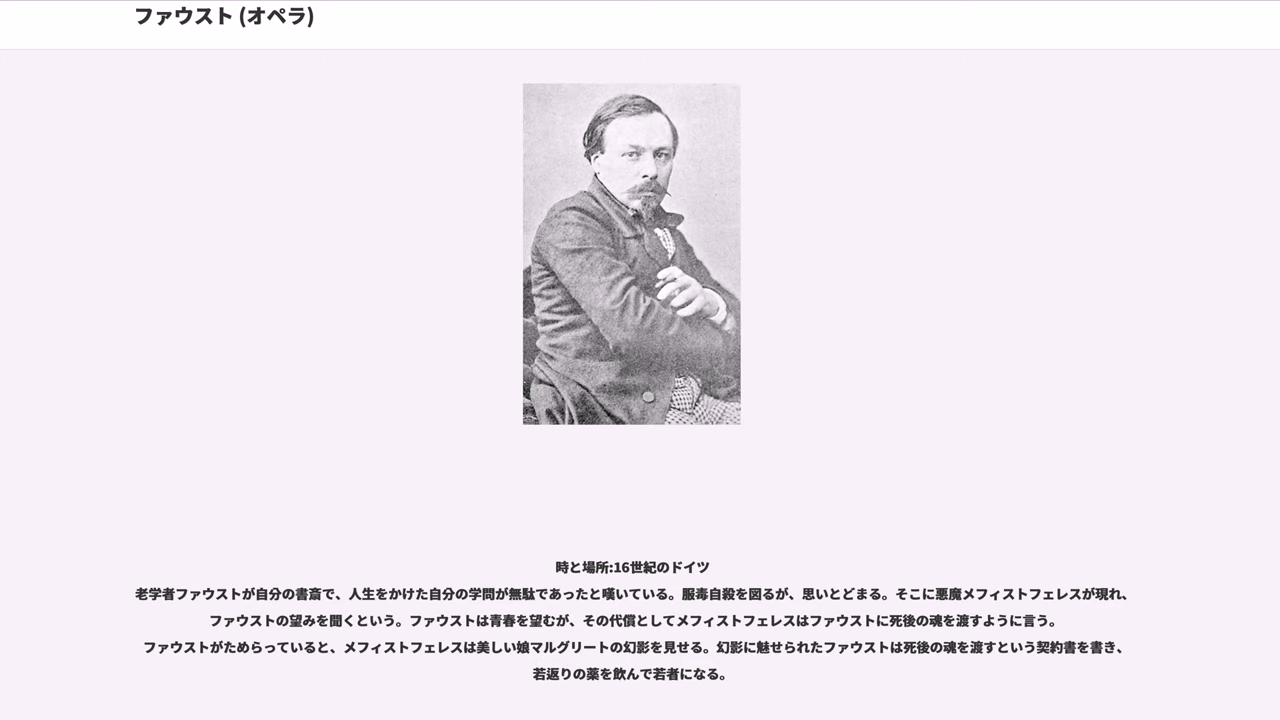 ファウスト (オペラ)
時と場所:16世紀のドイツ
老学者ファウストが自分の書斎で、人生をかけた自分の学問が無駄であったと嘆いている。服毒自殺を図るが、思いとどまる。そこに悪魔メフィストフェレスが現れ、
ファウストの望みを聞くという。ファウストは青春を望むが、その代償としてメフィストフェレスはファウストに死後の魂を渡すように言う。
ファウストがためらっていると、メフィストフェレスは美しい娘マルグリートの幻影を見せる。幻影に魅せられたファウストは死後の魂を渡すという契約書を書き、
若返りの薬を飲んで若者になる。